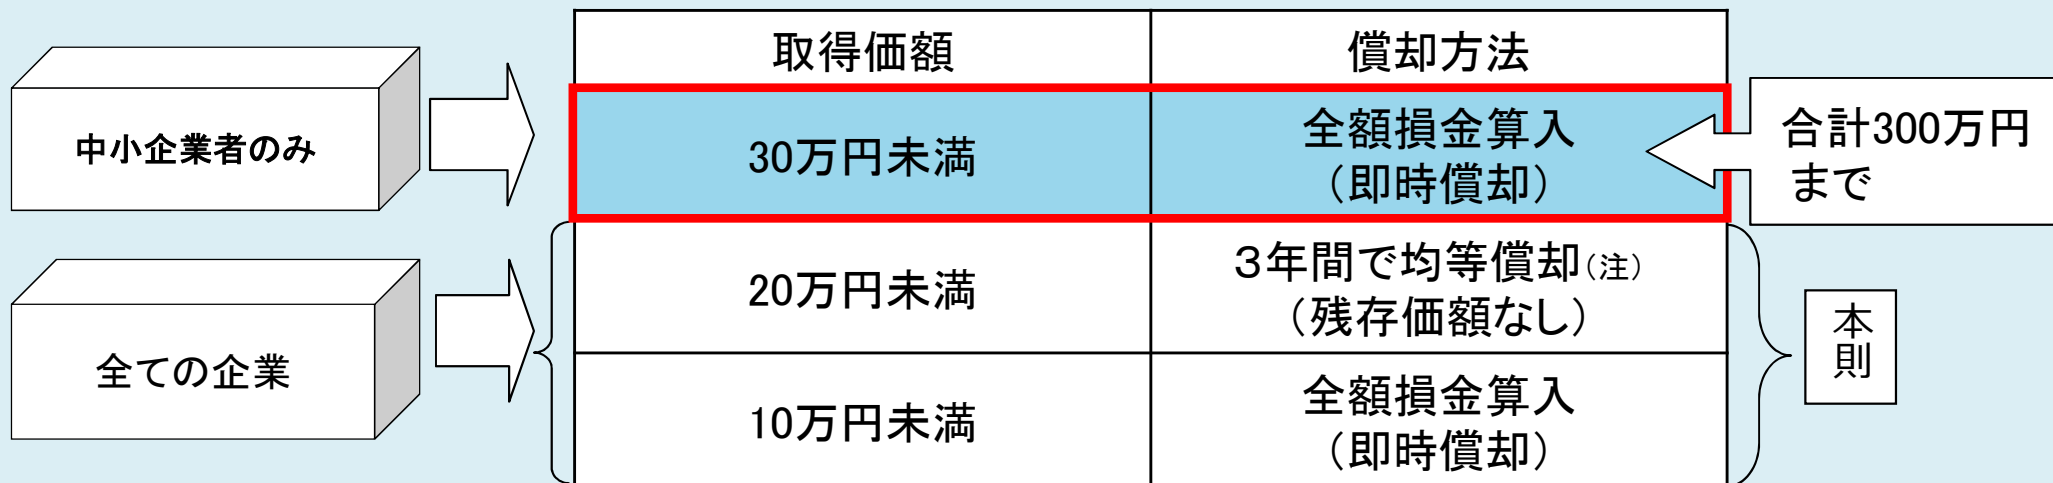 取得価額
償却方法
中小企業者のみ
30万円未満
全額損金算入
（即時償却）
合計300万円
まで
全ての企業
20万円未満
３年間で均等償却（注）
（残存価額なし）
10万円未満
全額損金算入
（即時償却）
本
則